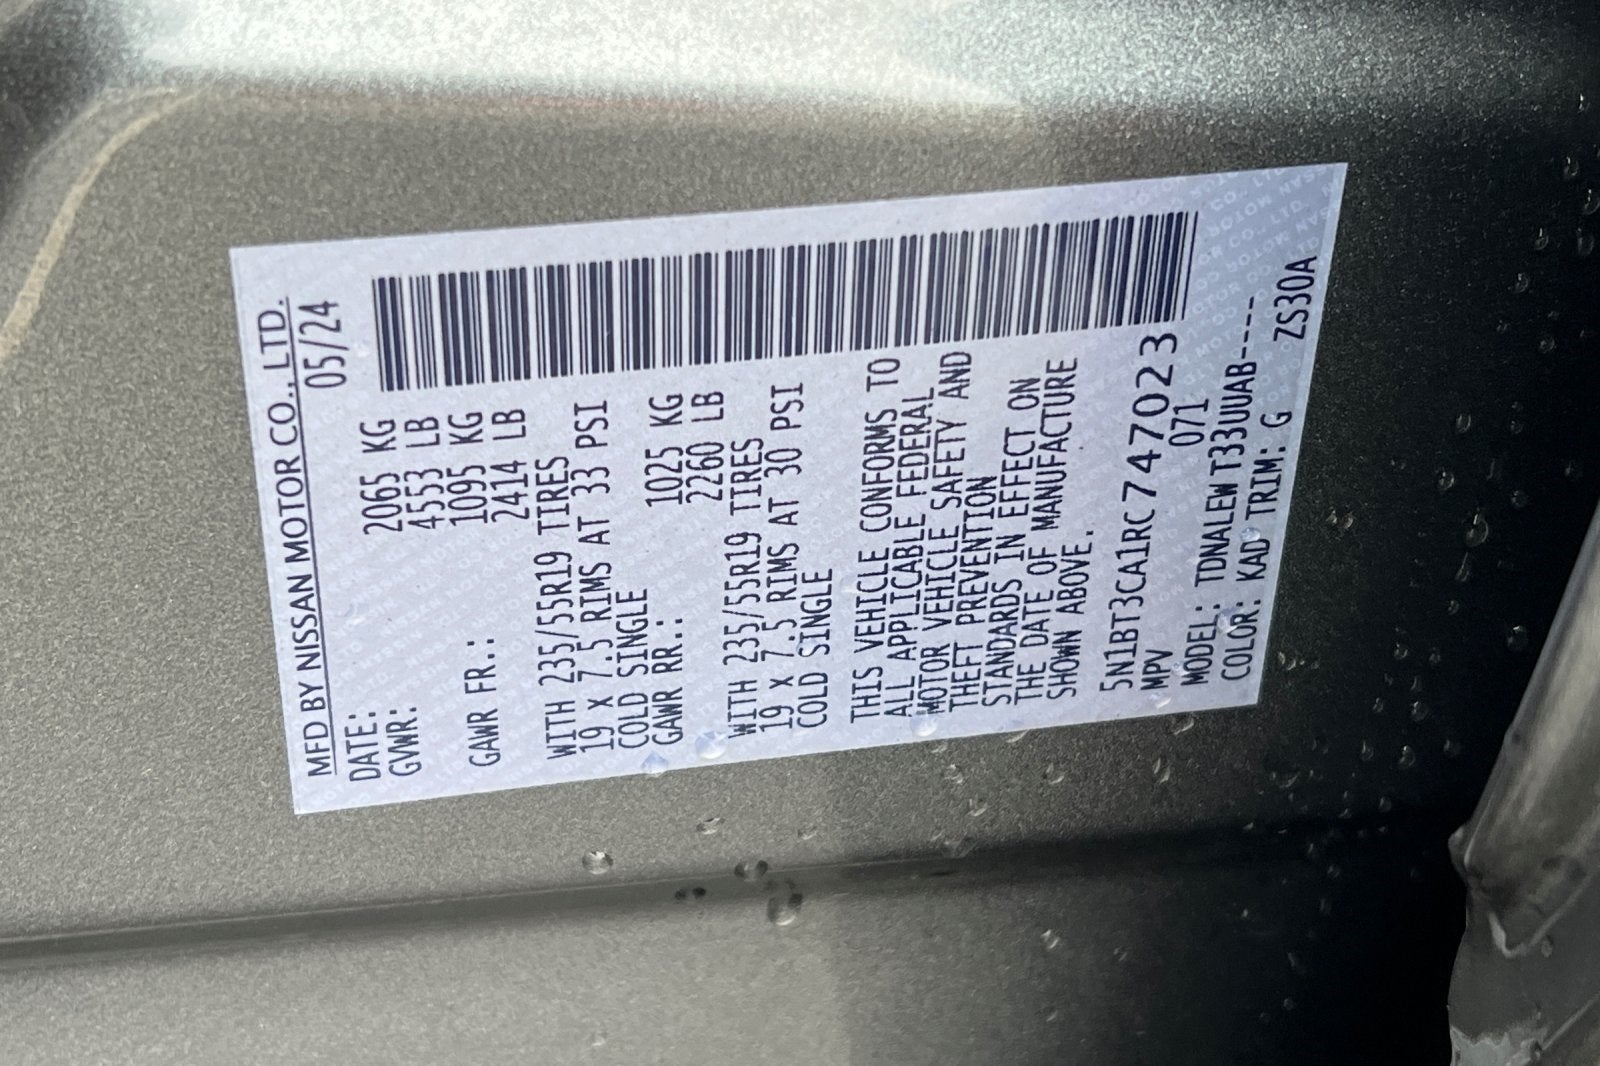 MFD BY NISSAN MOTOR CO., LTD.
DATE: 05/24
GVWR: 2065 KG
4553 LB
GAWR FR.: 1095 KG
2414 LB
WITH 235/55R19 TIRES
19 X 7.5 RIMS AT 33 PSI
COLD SINGLE
GAWR RR.: 1025 KG
2260 LB
WITH 235/55R19 TIRES
19 X 7.5 RIMS AT 30 PSI
COLD SINGLE
THIS VEHICLE CONFORMS TO
ALL APPLICABLE FEDERAL
MOTOR VEHICLE SAFETY AND
THEFT PREVENTION
STANDARDS IN EFFECT ON
THE DATE OF MANUFACTURE
SHOWN ABOVE.
5N1BT3CA1RC747023
MPV 071
MODEL: TDNALEW T33UUAB----
COLOR: KAD TRIM: G ZS30A